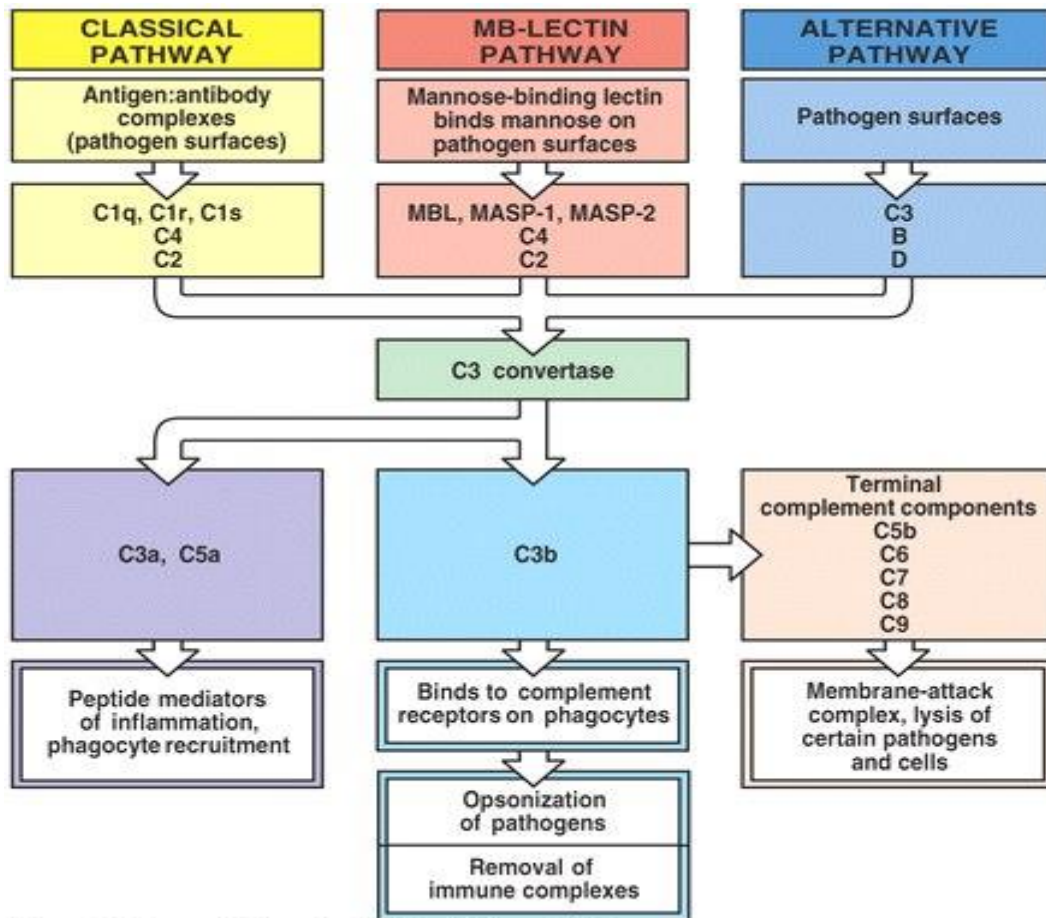 CLASSICAL
PATHWAY
MB-LECTIN
PATHWAY
ALTERNATIVE
PATHWAY
Antigen:antibody
complexes
(pathogen surfaces)
Mannose-binding lectin
binds mannose on
pathogen surfaces
Pathogen surfaces
C1q, C1r, C1s
C4
C2
MBL, MASP-1, MASP-2
C4
C2
C3
B
D
C3 convertase
C3a, C5a
C3b
Terminal
complement components
C5b
C6
C7
C8
C9
Peptide mediators
of inflammation,
phagocyte recruitment
Binds to complement
receptors on phagocytes
Membrane-attack
complex, lysis of
certain pathogens
and cells
Opsonization
of pathogens
Removal of
immune complexes